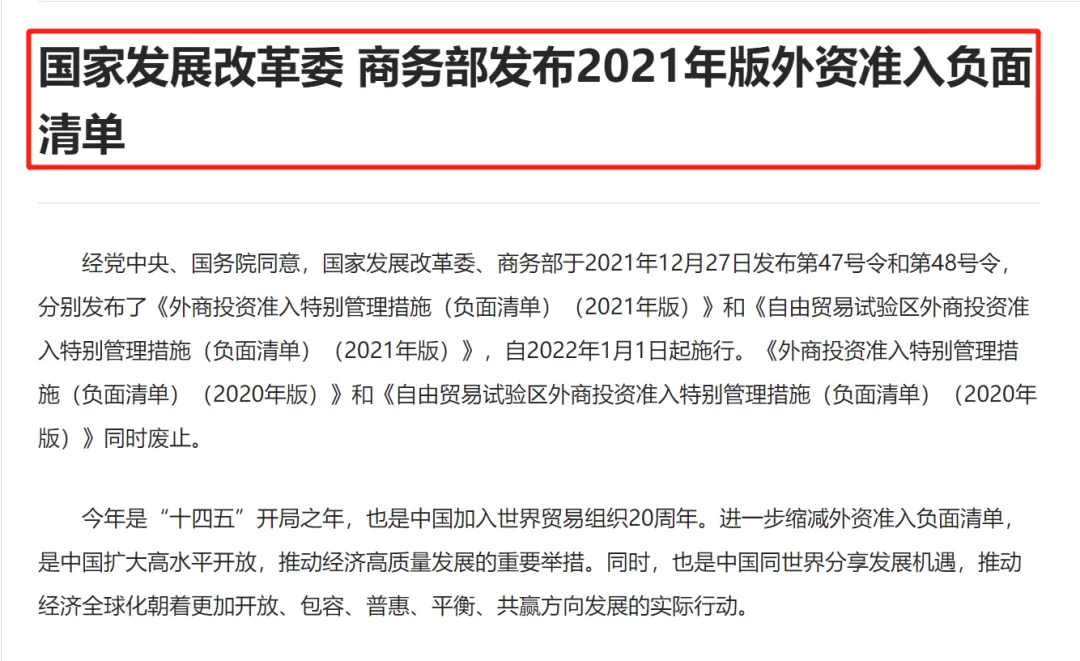 国家发展改革委 商务部发布2021年版外资准入负面
清单
经党中央、国务院同意，国家发展改革委、商务部于2021年12月27日发布第47号令和第48号令，
分别发布了《外商投资准入特别管理措施（负面清单）（2021年版）》和《自由贸易试验区外商投资准
入特别管理措施（负面清单）（2021年版）》，自2022年1月1日起施行。《外商投资准入特别管理措
施（负面清单）（2020年版）》和《自由贸易试验区外商投资准入特别管理措施（负面清单）（2020年
版）》同时废止。
今年是“十四五”开局之年，也是中国加入世界贸易组织20周年。进一步缩减外资准入负面清单，
是中国扩大高水平开放，推动经济高质量发展的重要举措。同时，也是中国同世界分享发展机遇，推动
经济全球化朝着更加开放、包容、普惠、平衡、共赢方向发展的实际行动。